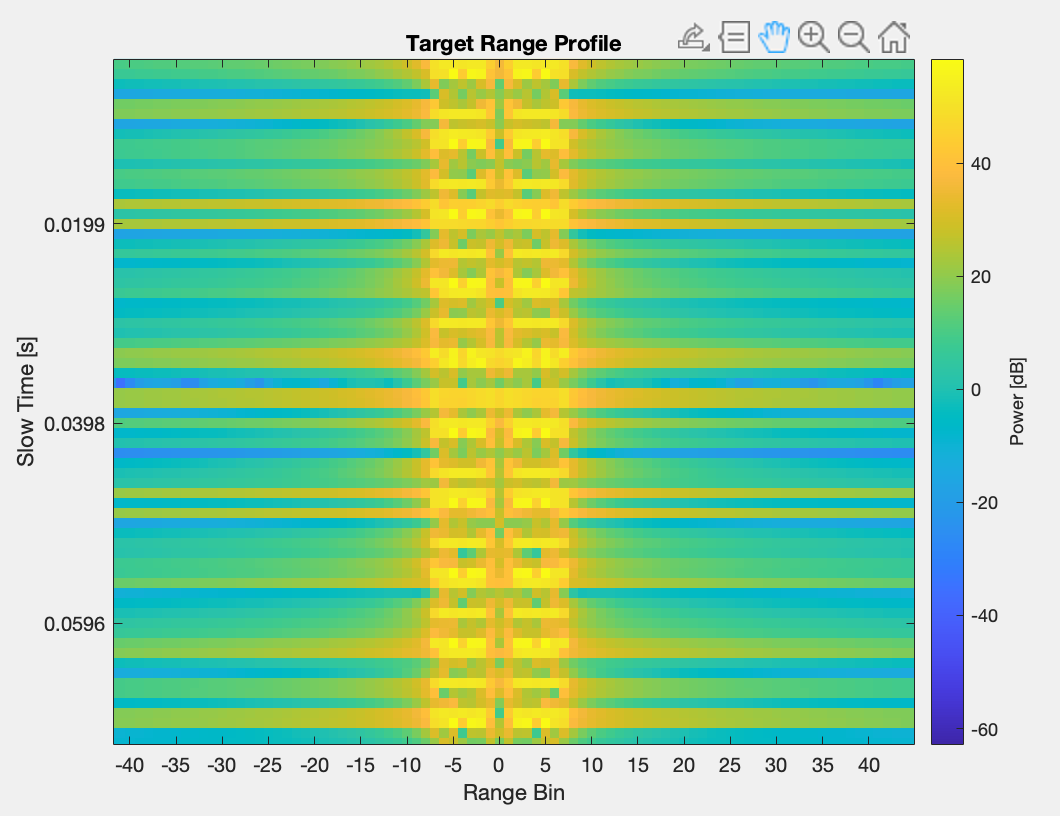 Target Range Profile
Slow Time [s]
0.0199
0.0398
0.0596
-40 -35 -30 -25 -20 -15 -10 -5 0 5 10 15 20 25 30 35 40
Range Bin
40
20
0
-20
-40
-60
Power [dB]